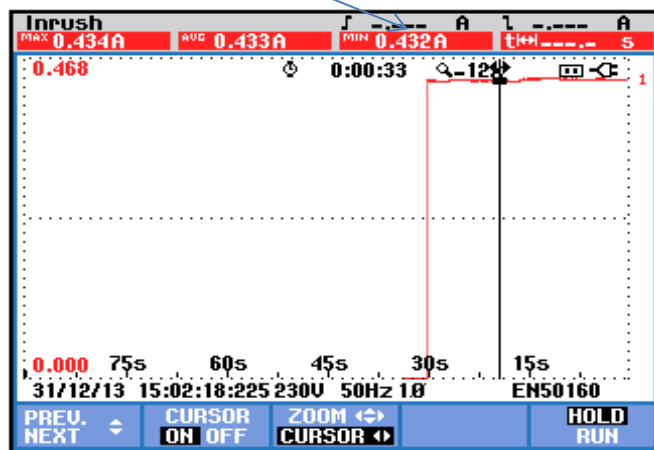 Inrush ʃ -.--- A ʅ -.--- A
MAX 0.434A AVG 0.433A MIN 0.432A t ---.- s
0.468 0:00:33 1
75s 60s 45s 30s 15s
0.000
31/12/13 15:02:18:225 230V 50Hz 1.0 EN50160
PREV. NEXT CURSOR ON OFF ZOOM CURSOR HOLD RUN